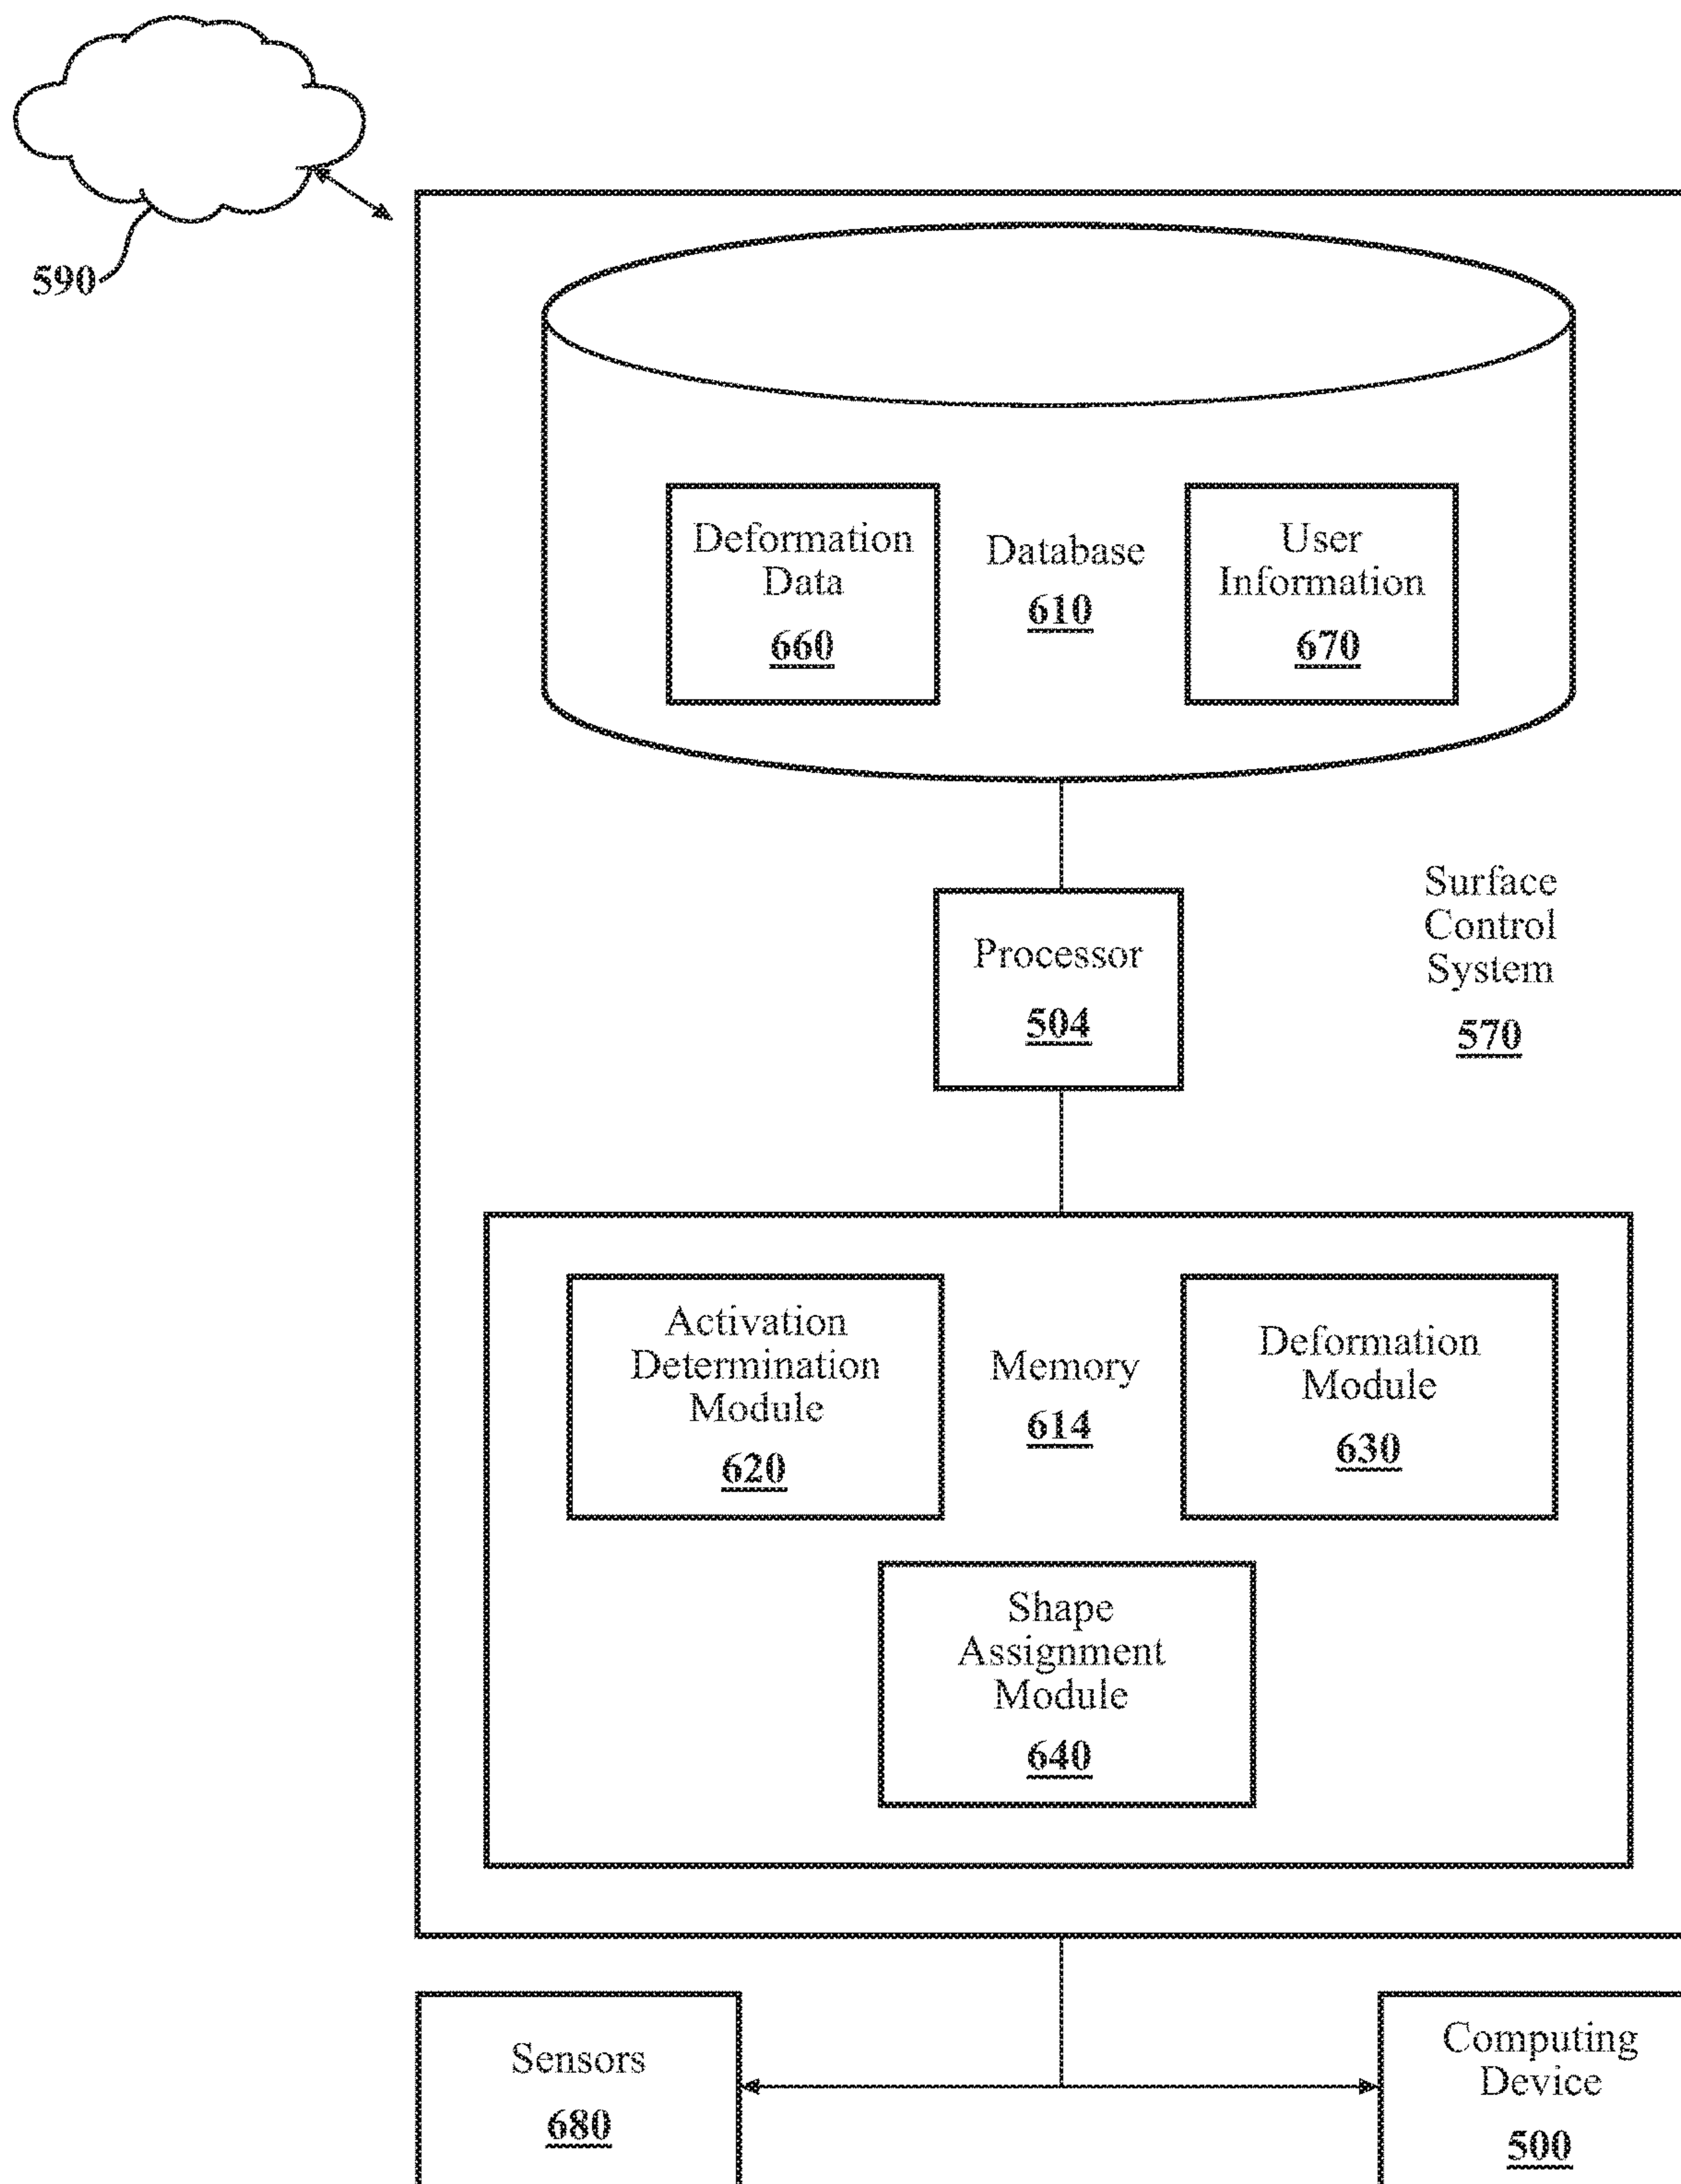 590
Deformation
Data
660
Database
610
User
Information
670
Processor
504
Surface
Control
System
570
Activation
Determination
Module
620
Memory
614
Deformation
Module
630
Shape
Assignment
Module
640
Sensors
680
Computing
Device
500